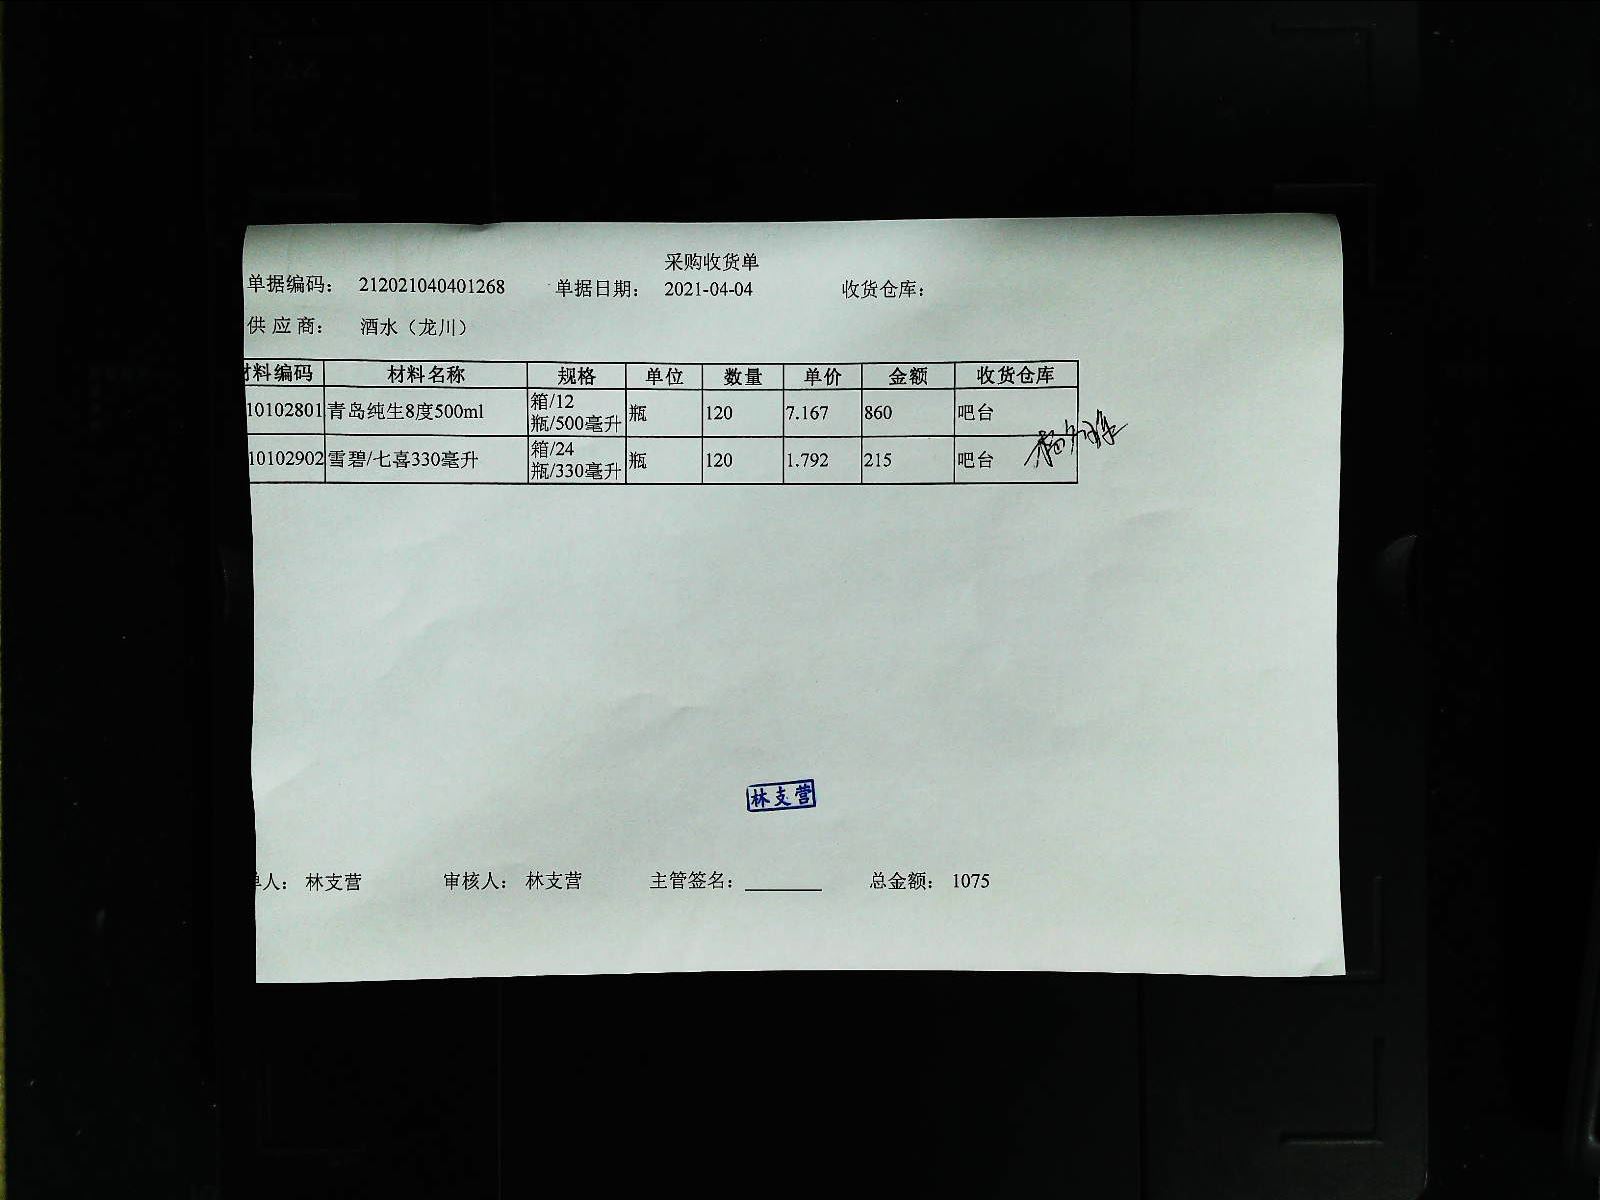 采购收货单
单据编码： 212021040401268 单据日期： 2021-04-04 收货仓库：
供 应 商： 酒水（龙川）
材料编码 材料名称 规格 单位 数量 单价 金额 收货仓库
10102801 青岛纯生8度500ml 箱/12 瓶/500毫升 瓶 120 7.167 860 吧台
10102902 雪碧/七喜330毫升 箱/24 瓶/330毫升 瓶 120 1.792 215 吧台
林支营
单人： 林支营 审核人： 林支营 主管签名： 总金额： 1075